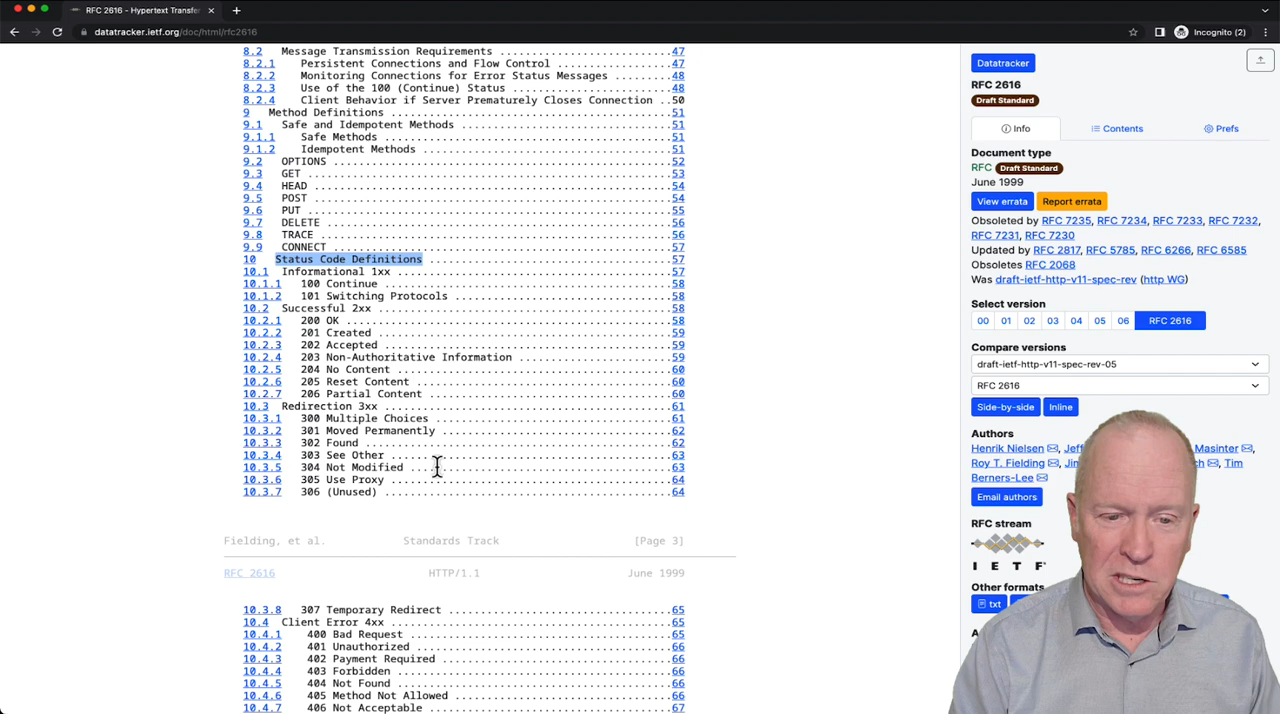 RFC 2616 - Hypertext Transfer
datatracker.ietf.org/doc/html/rfc2616
Incognito (2)
8.2 Message Transmission Requirements ...........................47
8.2.1 Persistent Connections and Flow Control ...................47
8.2.2 Monitoring Connections for Error Status Messages ..........48
8.2.3 Use of the 100 (Continue) Status ..........................48
8.2.4 Client Behavior if Server Prematurely Closes Connection ..50
9 Method Definitions .............................................51
9.1 Safe and Idempotent Methods .................................51
9.1.1 Safe Methods ..............................................51
9.1.2 Idempotent Methods ........................................51
9.2 OPTIONS .....................................................52
9.3 GET .........................................................53
9.4 HEAD ........................................................54
9.5 POST ........................................................54
9.6 PUT .........................................................55
9.7 DELETE ......................................................56
9.8 TRACE .......................................................56
9.9 CONNECT .....................................................57
10 Status Code Definitions .......................................57
10.1 Informational 1xx ..........................................57
10.1.1 100 Continue .............................................58
10.1.2 101 Switching Protocols ..................................58
10.2 Successful 2xx .............................................58
10.2.1 200 OK ...................................................58
10.2.2 201 Created ..............................................59
10.2.3 202 Accepted .............................................59
10.2.4 203 Non-Authoritative Information ........................59
10.2.5 204 No Content ...........................................60
10.2.6 205 Reset Content ........................................60
10.2.7 206 Partial Content ......................................60
10.3 Redirection 3xx ............................................61
10.3.1 300 Multiple Choices .....................................61
10.3.2 301 Moved Permanently ....................................62
10.3.3 302 Found ................................................62
10.3.4 303 See Other ............................................63
10.3.5 304 Not Modified .........................................63
10.3.6 305 Use Proxy ............................................64
10.3.7 306 (Unused) .............................................64
Fielding, et al. Standards Track [Page 3]
RFC 2616 HTTP/1.1 June 1999
10.3.8 307 Temporary Redirect ...................................65
10.4 Client Error 4xx ...........................................65
10.4.1 400 Bad Request ..........................................65
10.4.2 401 Unauthorized .........................................66
10.4.3 402 Payment Required .....................................66
10.4.4 403 Forbidden ............................................66
10.4.5 404 Not Found ............................................66
10.4.6 405 Method Not Allowed ...................................66
10.4.7 406 Not Acceptable .......................................67
Datatracker
RFC 2616
Draft Standard
Info Contents Prefs
Document type
RFC Draft Standard
June 1999
View errata Report errata
Obsoleted by RFC 7235, RFC 7234, RFC 7233, RFC 7232,
RFC 7231, RFC 7230
Updated by RFC 2817, RFC 5785, RFC 6266, RFC 6585
Obsoletes RFC 2068
Was draft-ietf-http-v11-spec-rev (http WG)
Select version
00 01 02 03 04 05 06 RFC 2616
Compare versions
draft-ietf-http-v11-spec-rev-05
RFC 2616
Side-by-side Inline
Authors
Henrik Nielsen Masinter
Roy T. Fielding Tim
Berners-Lee
Email authors
RFC stream
I E T F
Other formats
txt